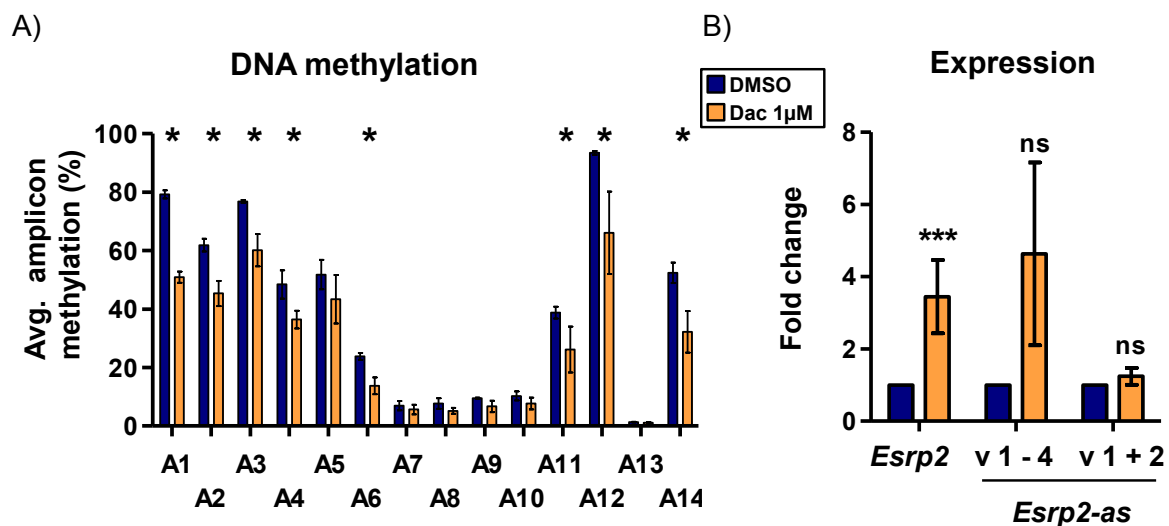 A)
DNA methylation
Avg. amplicon
methylation (%)
100
80
60
40
20
0
* * * * * * * *
A1 A3 A5 A7 A9 A11 A13
A2 A4 A6 A8 A10 A12 A14
B)
Expression
DMSO
Dac 1µM
Fold change
8
6
4
2
0
***
ns
ns
Esrp2 v 1 - 4 v 1 + 2
Esrp2-as